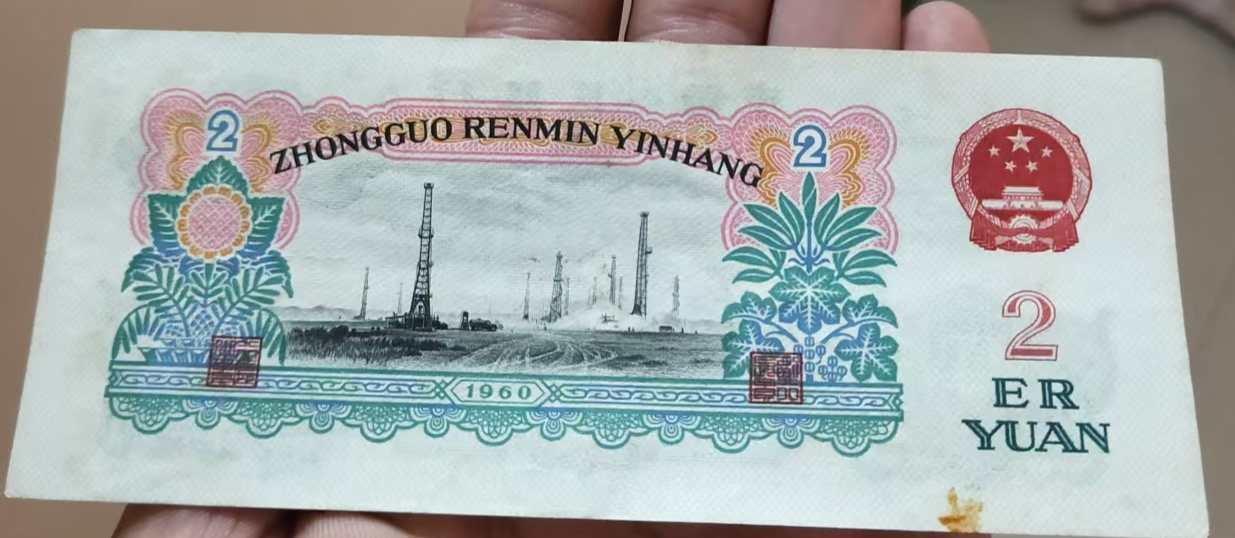 2
ZHONGGUO RENMIN YINHANG
2
1960
2
ER
YUAN